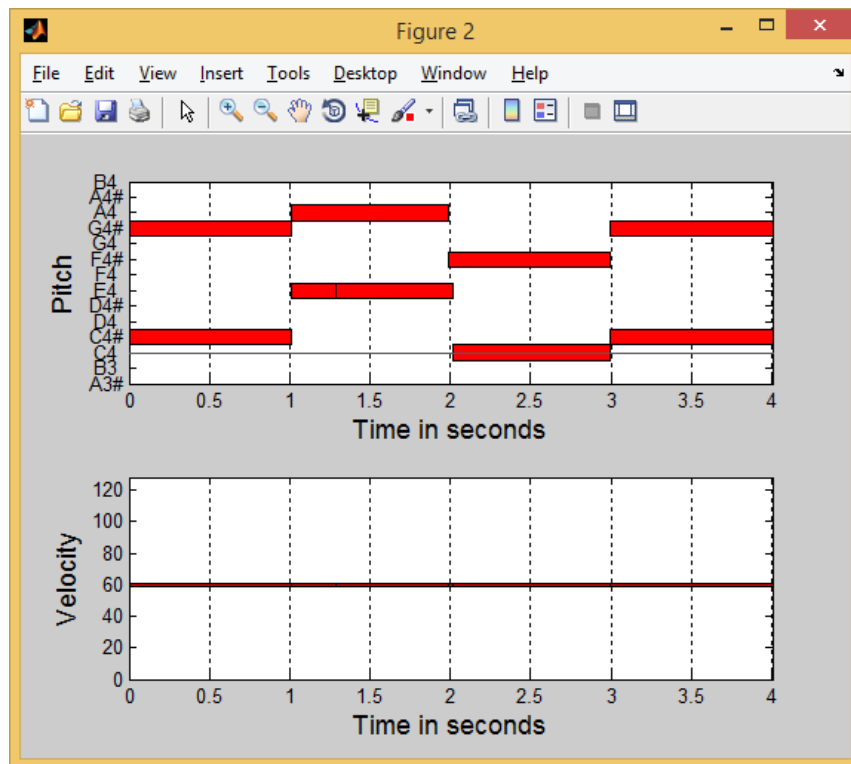 Figure 2
File Edit View Insert Tools Desktop Window Help
Pitch
B4
A4#
A4
G4#
G4
F4#
F4
E4
D4#
D4
C4#
C4
B3
A3#
0 0.5 1 1.5 2 2.5 3 3.5 4
Time in seconds
Velocity
120
100
80
60
40
20
0
0 0.5 1 1.5 2 2.5 3 3.5 4
Time in seconds